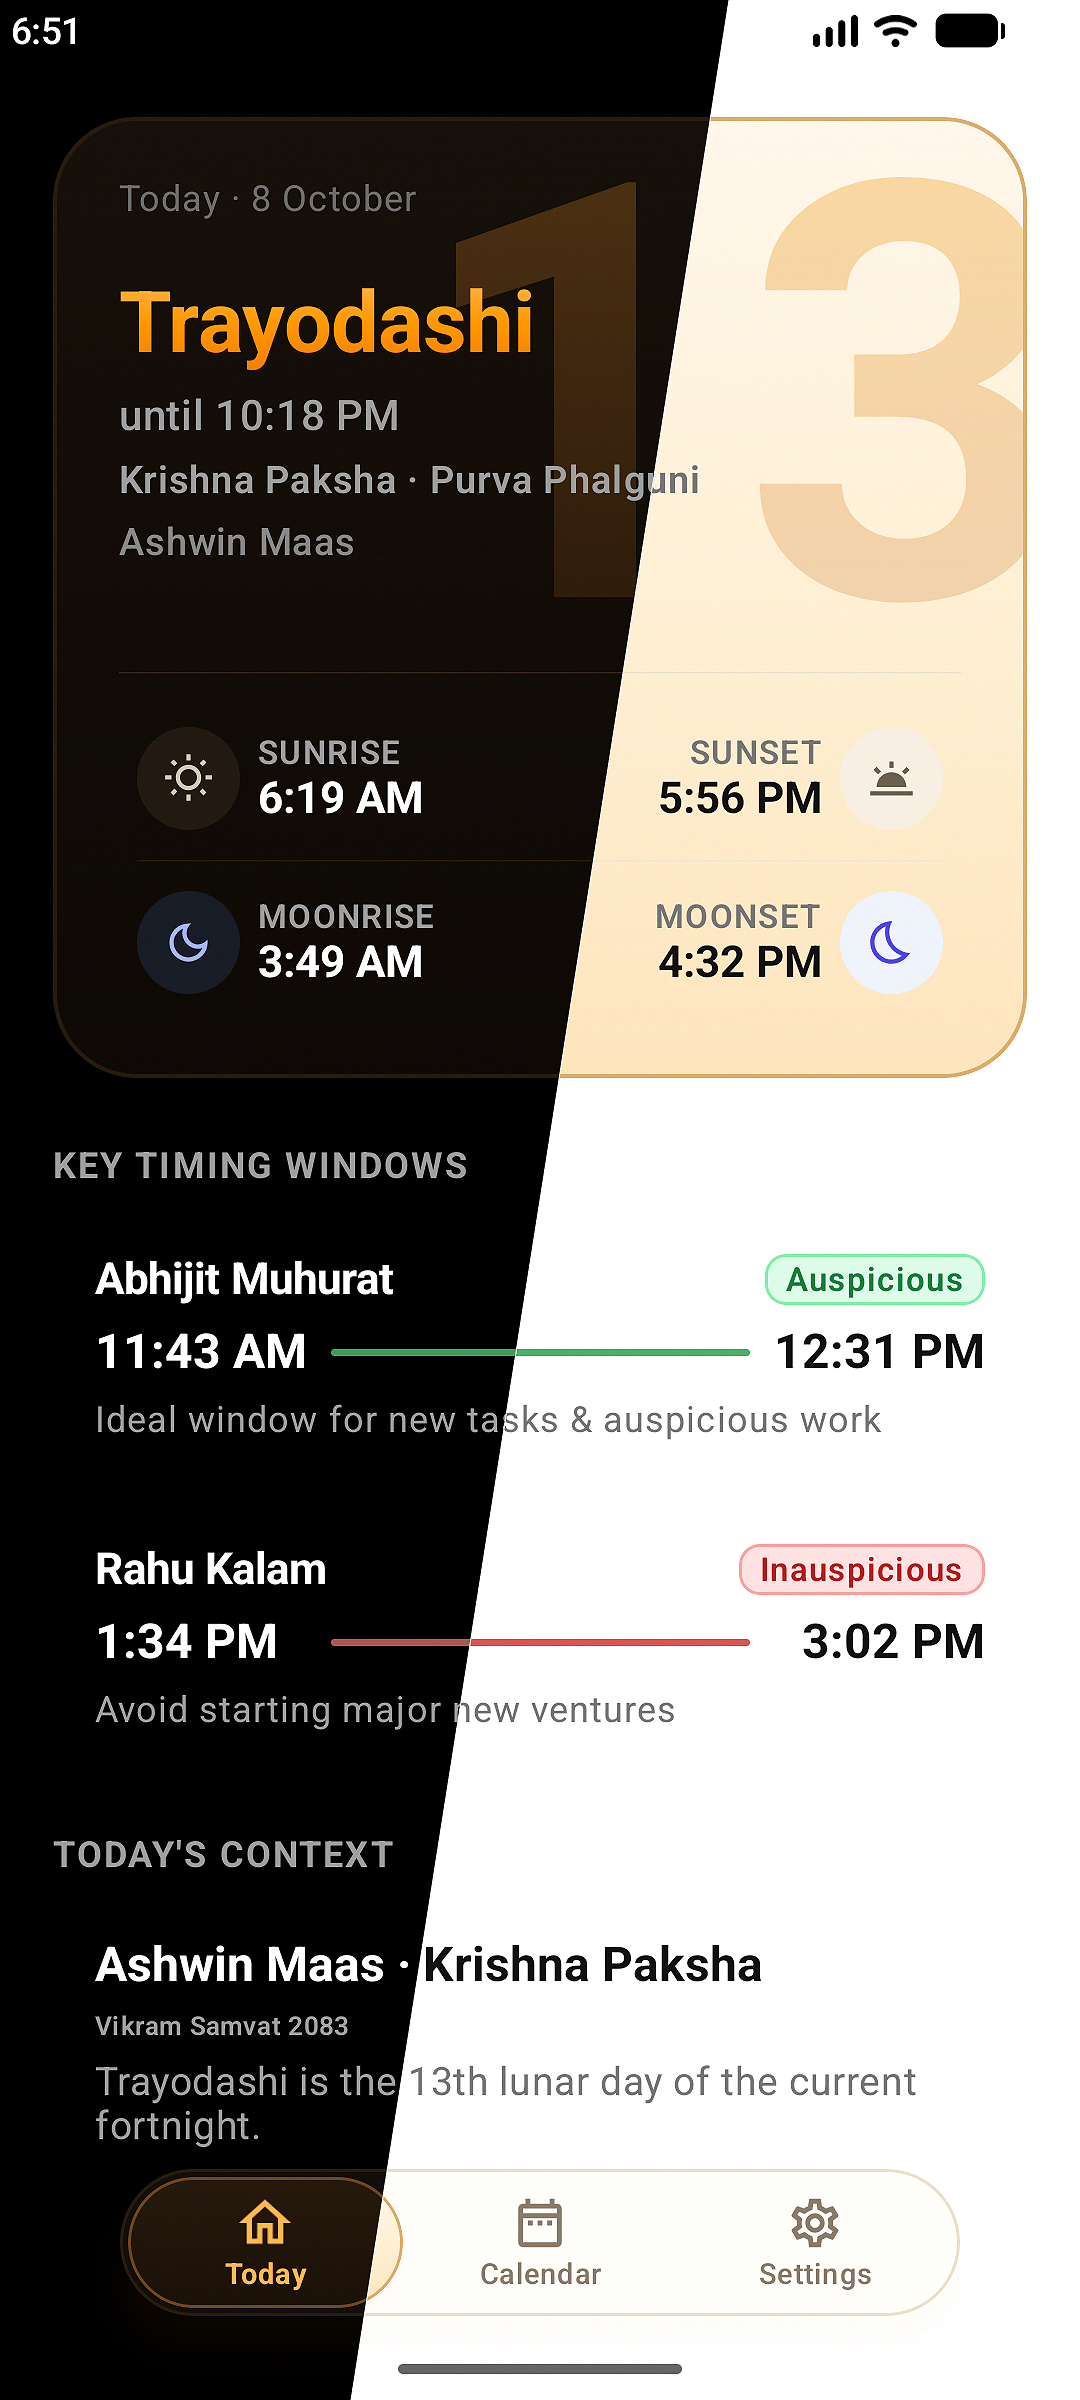 6:51
13
Today · 8 October
Trayodashi
until 10:18 PM
Krishna Paksha · Purva Phalguni
Ashwin Maas
SUNRISE
6:19 AM
SUNSET
5:56 PM
MOONRISE
3:49 AM
MOONSET
4:32 PM
KEY TIMING WINDOWS
Abhijit Muhurat
Auspicious
11:43 AM
12:31 PM
Ideal window for new tasks & auspicious work
Rahu Kalam
Inauspicious
1:34 PM
3:02 PM
Avoid starting major new ventures
TODAY'S CONTEXT
Ashwin Maas · Krishna Paksha
Vikram Samvat 2083
Trayodashi is the 13th lunar day of the current
fortnight.
Today
Calendar
Settings